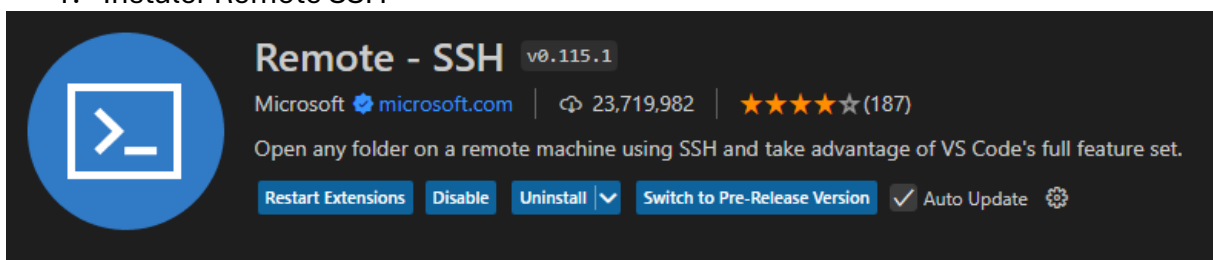 Remote - SSH v0.115.1
Microsoft microsoft.com 23,719,982 (187)
Open any folder on a remote machine using SSH and take advantage of VS Code's full feature set.
Restart Extensions Disable Uninstall Switch to Pre-Release Version Auto Update